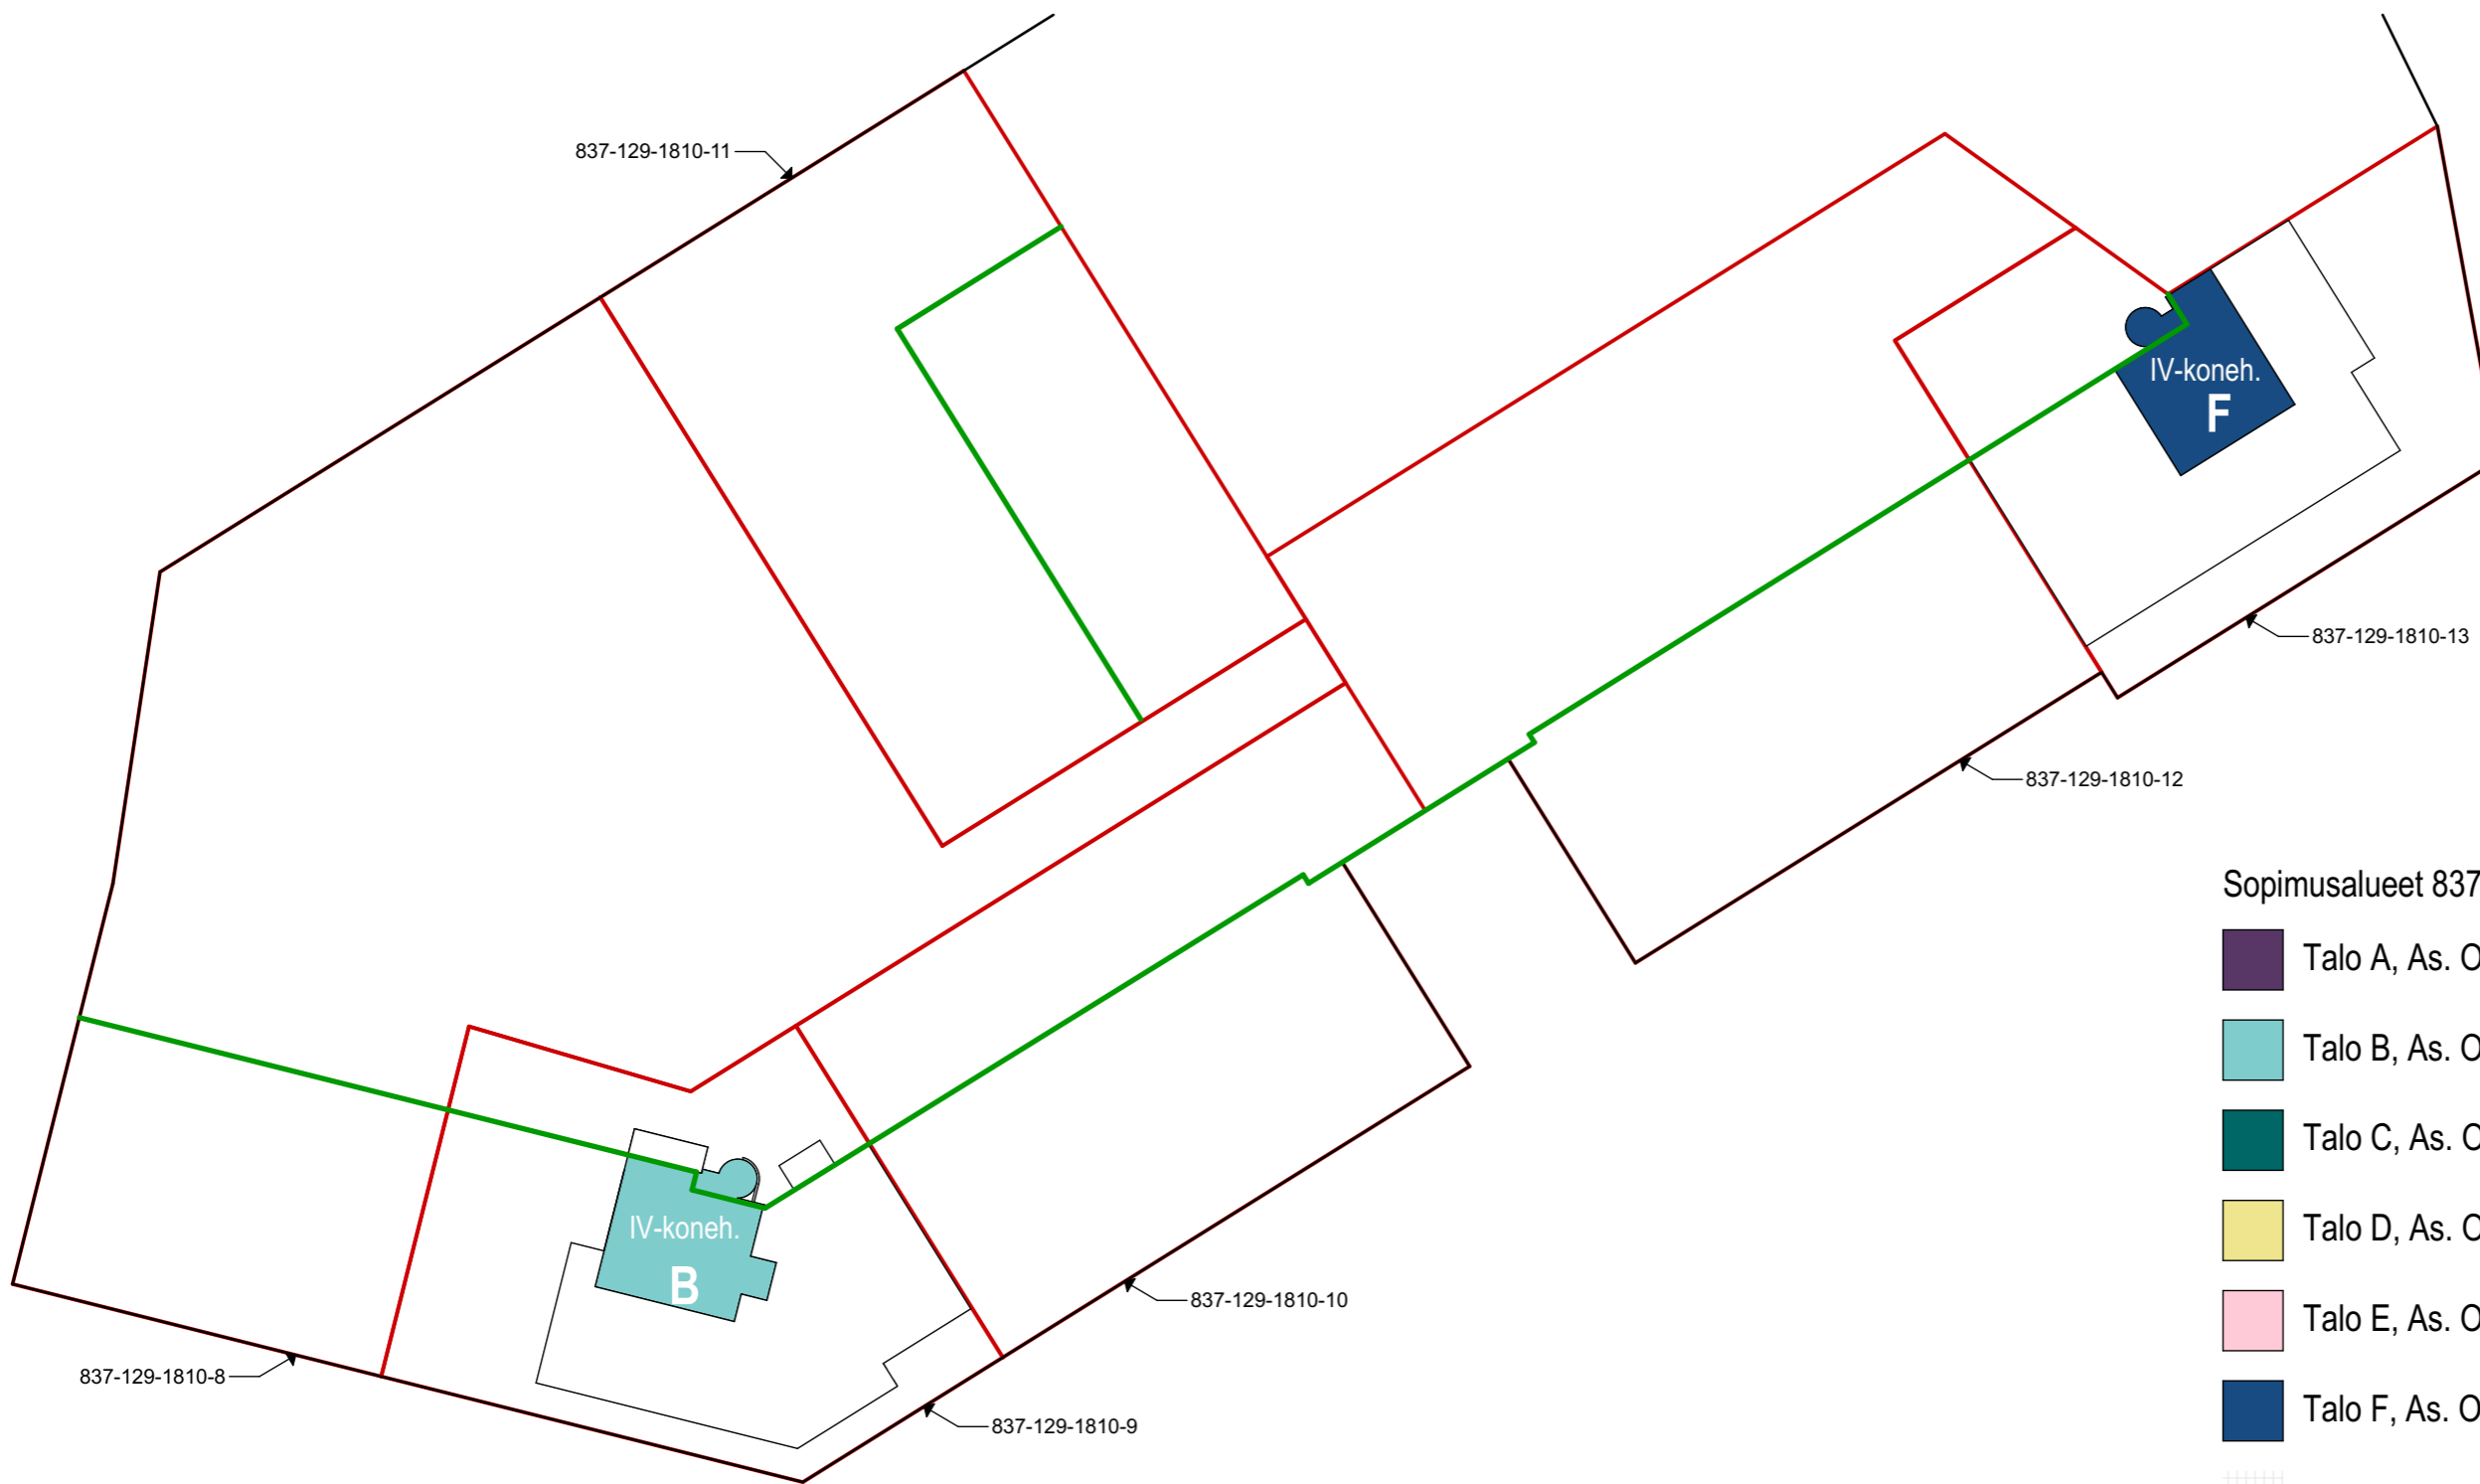 837-129-1810-11
IV-koneh.
F
837-129-1810-13
837-129-1810-12
Sopimusalueet 837
Talo A, As. O
Talo B, As. O
Talo C, As. O
Talo D, As. O
Talo E, As. O
Talo F, As. O
IV-koneh.
B
837-129-1810-10
837-129-1810-8
837-129-1810-9